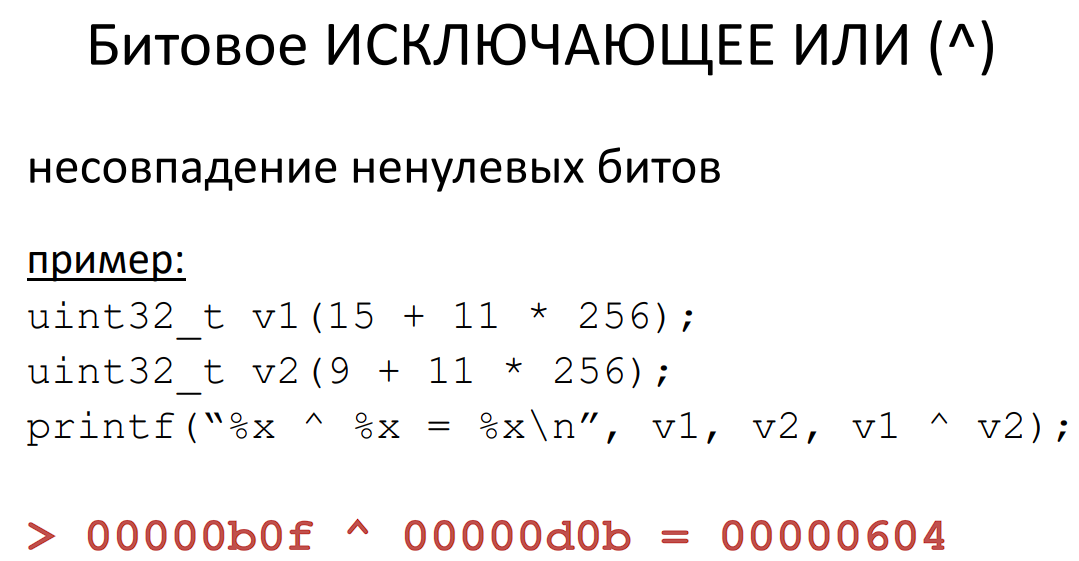 Битовое ИСКЛЮЧАЮЩЕЕ ИЛИ (^)
несовпадение ненулевых битов
пример:
uint32_t v1(15 + 11 * 256);
uint32_t v2(9 + 11 * 256);
printf(“%x ^ %x = %x\n”, v1, v2, v1 ^ v2);
> 00000b0f ^ 00000d0b = 00000604